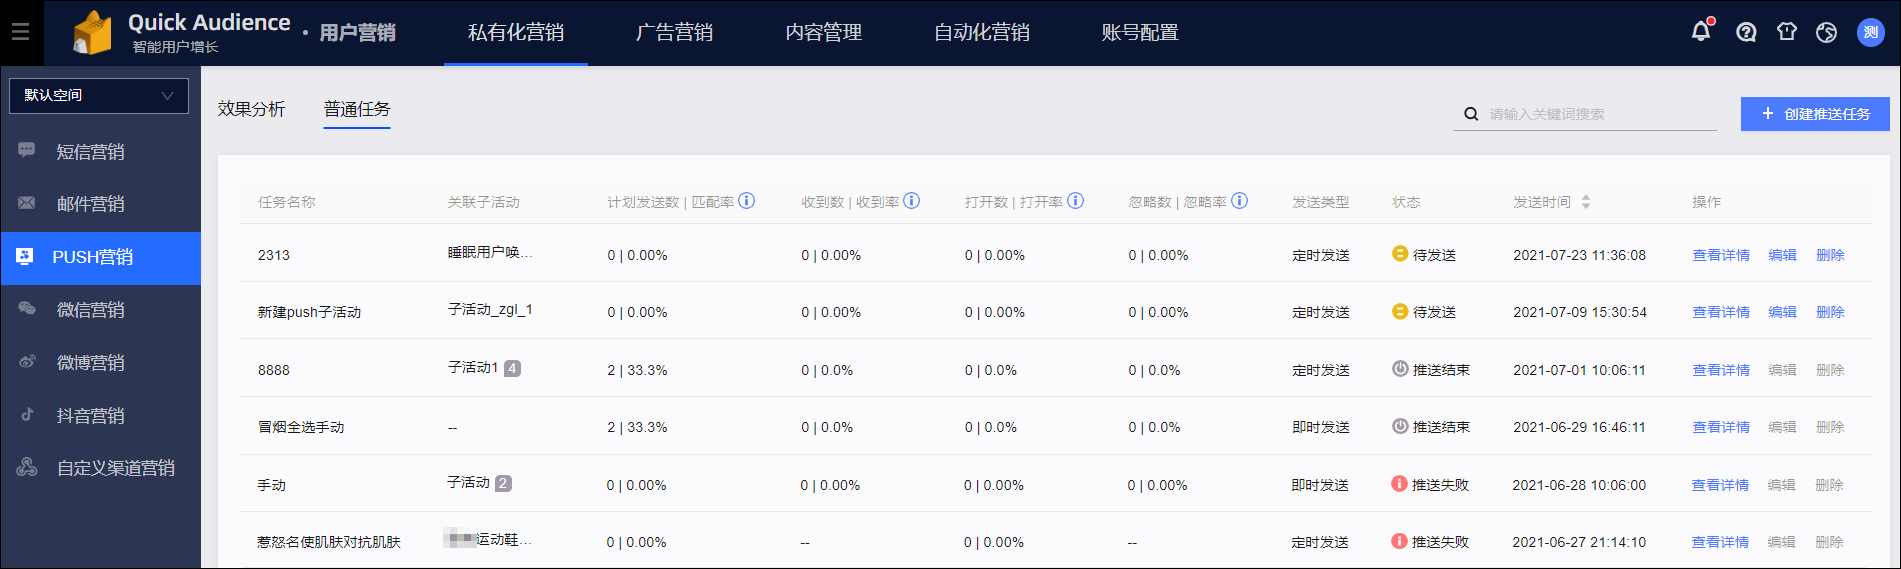 Quick Audience
智能用户增长
· 用户营销
私有化营销
广告营销
内容管理
自动化营销
账号配置
测
默认空间
短信营销
邮件营销
PUSH营销
微信营销
微博营销
抖音营销
自定义渠道营销
效果分析
普通任务
请输入关键词搜索
+ 创建推送任务
任务名称 关联子活动 计划发送数 | 匹配率 收到数 | 收到率 打开数 | 打开率 忽略数 | 忽略率 发送类型 状态 发送时间 操作
2313 睡眠用户唤... 0 | 0.00% 0 | 0.00% 0 | 0.00% 0 | 0.00% 定时发送 待发送 2021-07-23 11:36:08 查看详情 编辑 删除
新建push子活动 子活动_zgl_1 0 | 0.00% 0 | 0.00% 0 | 0.00% 0 | 0.00% 定时发送 待发送 2021-07-09 15:30:54 查看详情 编辑 删除
8888 子活动1 4 2 | 33.3% 0 | 0.0% 0 | 0.0% 0 | 0.0% 定时发送 推送结束 2021-07-01 10:06:11 查看详情 编辑 删除
冒烟全选手动 -- 2 | 33.3% 0 | 0.0% 0 | 0.0% 0 | 0.0% 即时发送 推送结束 2021-06-29 16:46:11 查看详情 编辑 删除
手动 子活动 2 0 | 0.00% 0 | 0.00% 0 | 0.00% 0 | 0.00% 即时发送 推送失败 2021-06-28 10:06:00 查看详情 编辑 删除
惹怒名使肌肤对抗肌肤 运动鞋... 0 | 0.00% -- 0 | 0.00% -- 定时发送 推送失败 2021-06-27 21:14:10 查看详情 编辑 删除